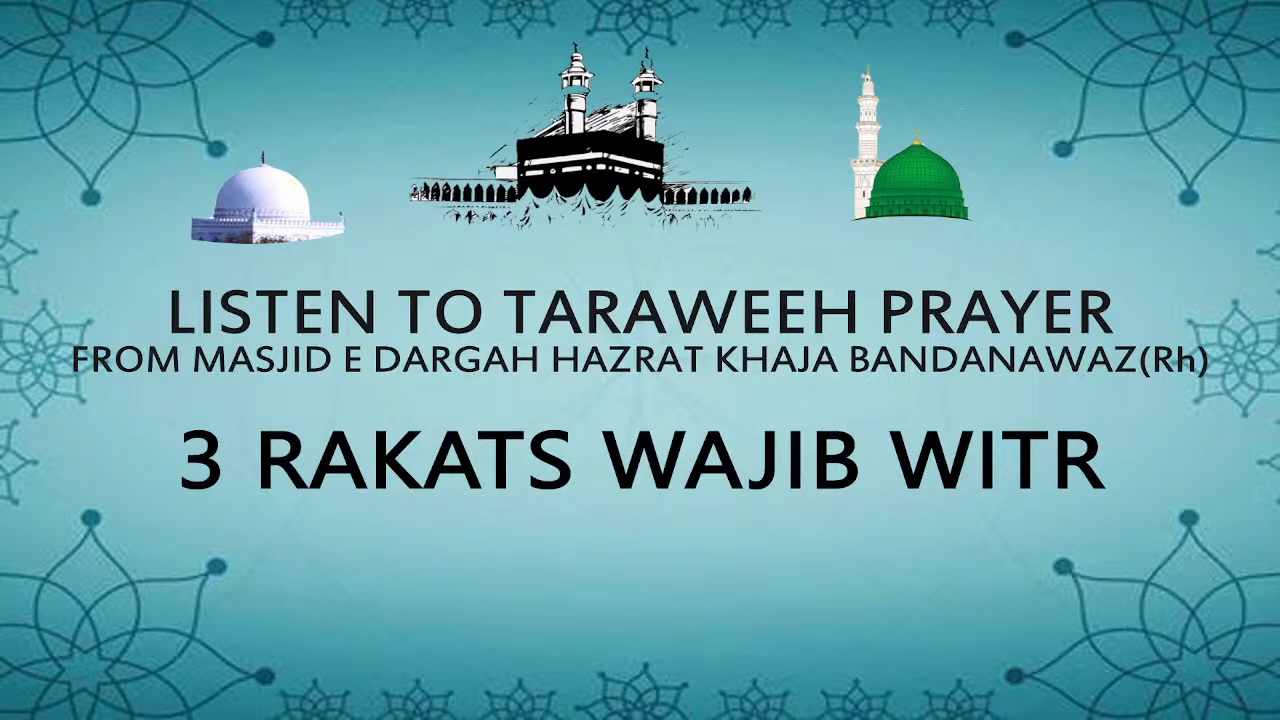 LISTEN TO TARAWEEH PRAYER
FROM MASJID E DARGAH HAZRAT KHAJA BANDANAWAZ(Rh)
3 RAKATS WAJIB WITR